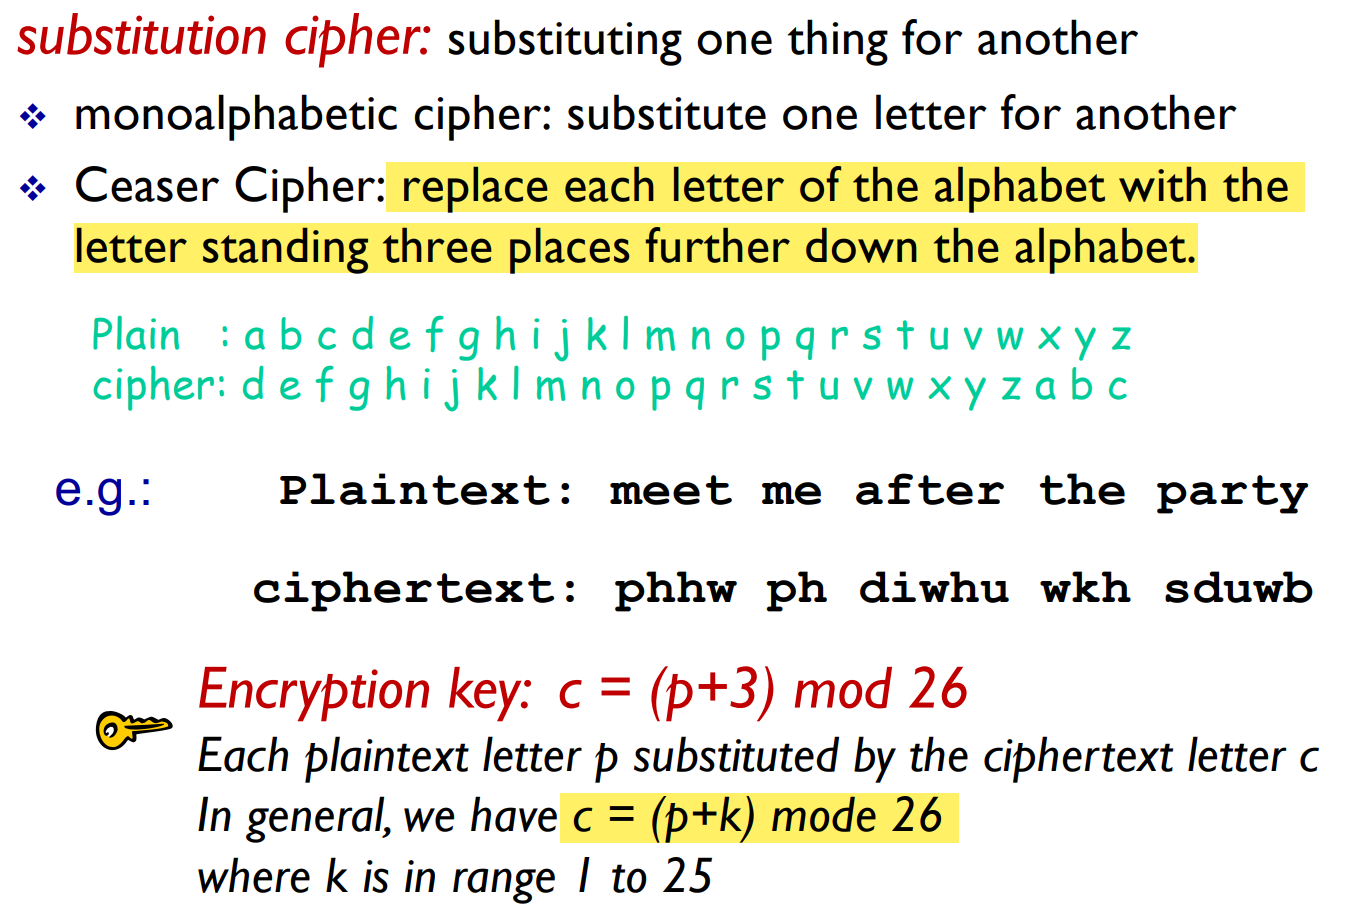 substitution cipher: substituting one thing for another
❖ monoalphabetic cipher: substitute one letter for another
❖ Ceaser Cipher: replace each letter of the alphabet with the
letter standing three places further down the alphabet.
Plain : a b c d e f g h i j k l m n o p q r s t u v w x y z
cipher: d e f g h i j k l m n o p q r s t u v w x y z a b c
e.g.: Plaintext: meet me after the party
ciphertext: phhw ph diwhu wkh sduwb
Encryption key: c = (p+3) mod 26
Each plaintext letter p substituted by the ciphertext letter c
In general, we have c = (p+k) mode 26
where k is in range 1 to 25